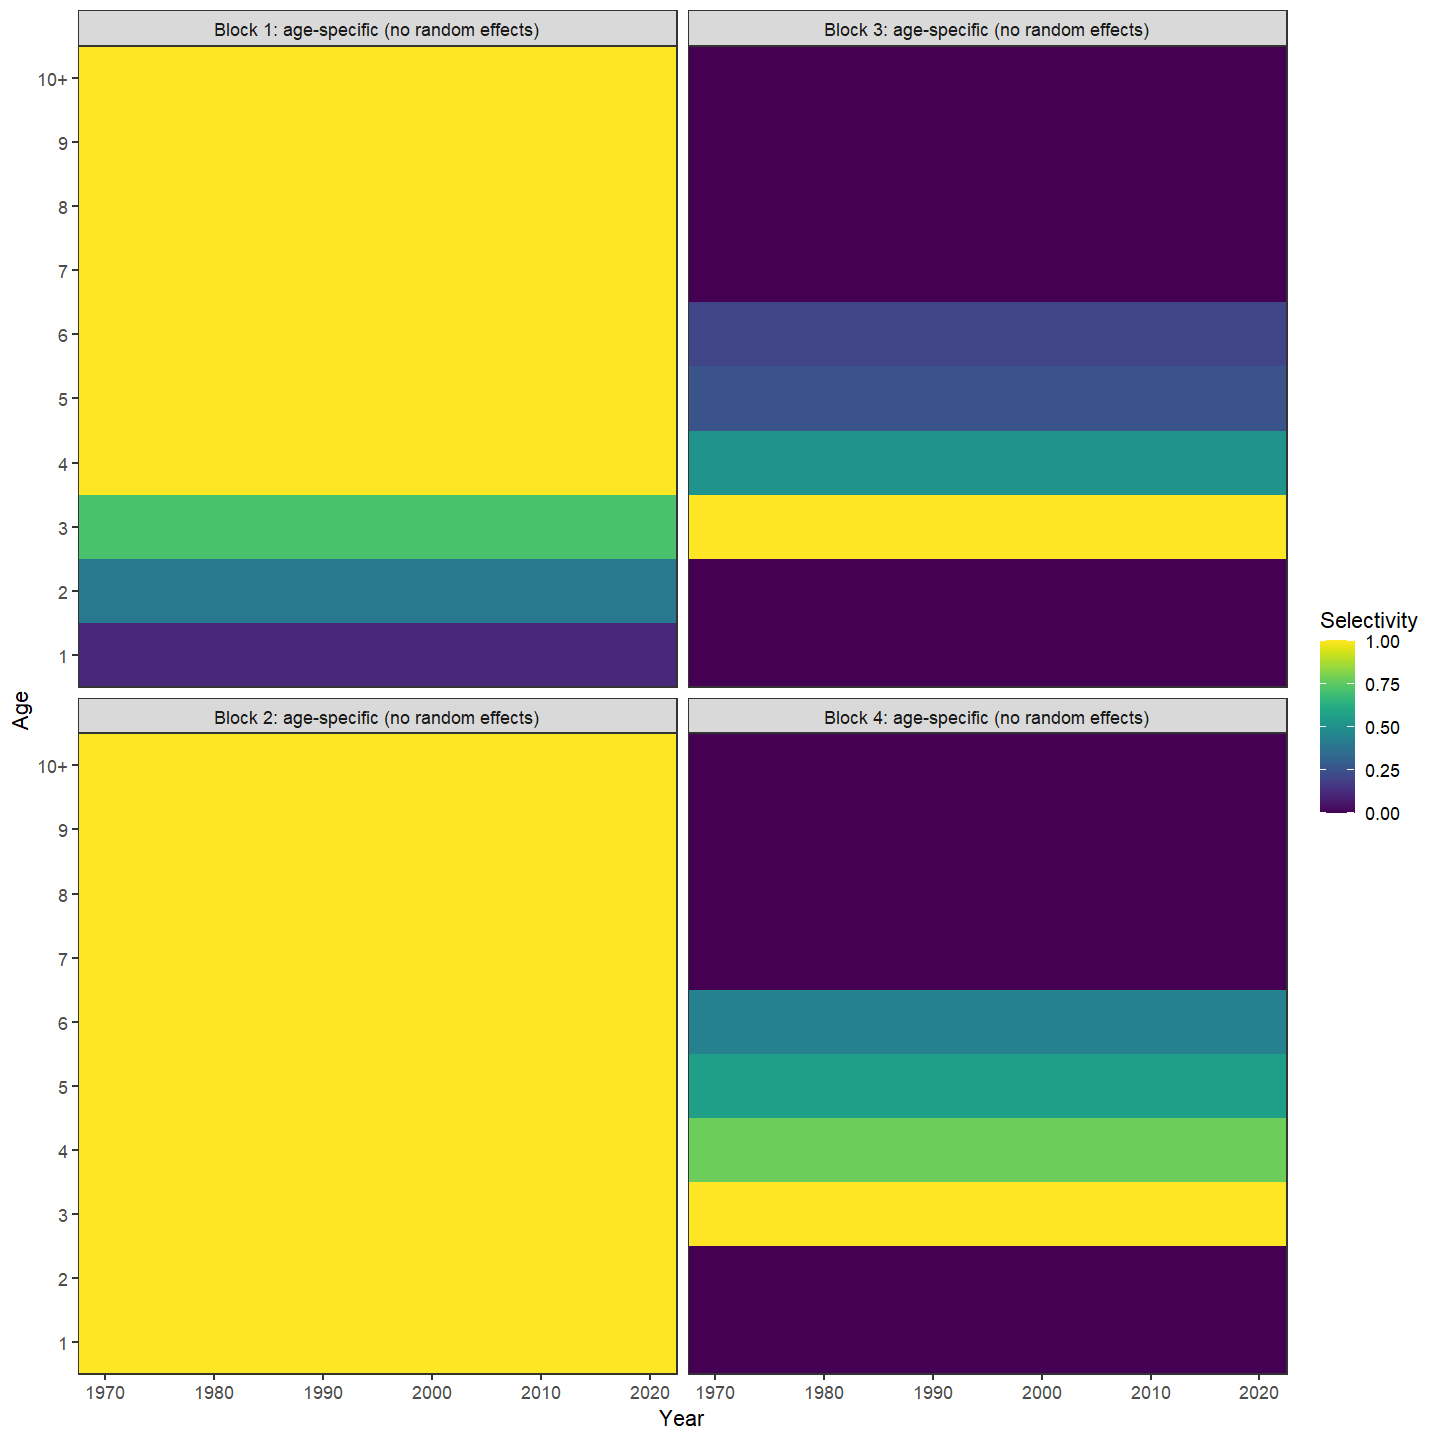 Block 1: age-specific (no random effects)
Block 3: age-specific (no random effects)
10+
9
8
7
6
5
4
3
2
1
Block 2: age-specific (no random effects)
Block 4: age-specific (no random effects)
10+
9
8
7
6
5
4
3
2
1
1970 1980 1990 2000 2010 2020
1970 1980 1990 2000 2010 2020
Year
Age
Selectivity
1.00
0.75
0.50
0.25
0.00